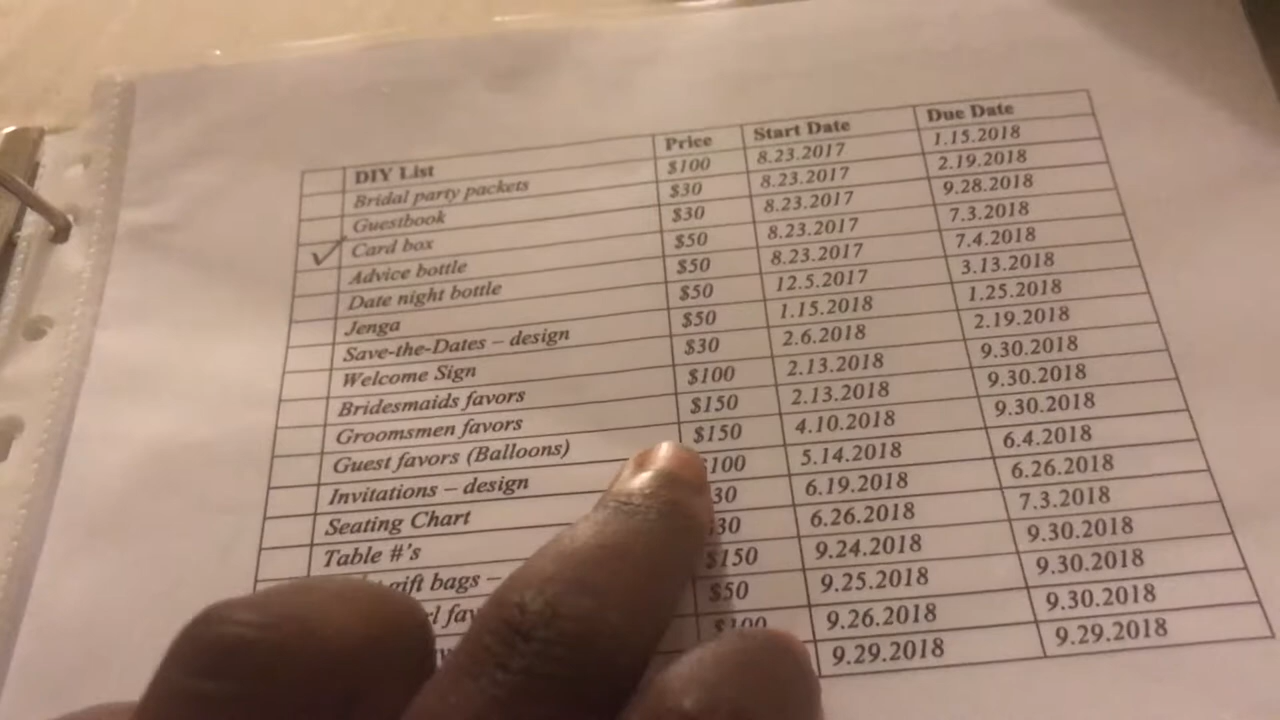 DIY List Price Start Date Due Date
Bridal party packets $100 8.23.2017 1.15.2018
Guestbook $30 8.23.2017 2.19.2018
✓ Card box $30 8.23.2017 9.28.2018
Advice bottle $50 8.23.2017 7.3.2018
Date night bottle $50 8.23.2017 7.4.2018
Jenga $50 12.5.2017 3.13.2018
Save-the-Dates – design $50 1.15.2018 1.25.2018
Welcome Sign $30 2.6.2018 2.19.2018
Bridesmaids favors $100 2.13.2018 9.30.2018
Groomsmen favors $150 2.13.2018 9.30.2018
Guest favors (Balloons) $150 4.10.2018 9.30.2018
Invitations – design $100 5.14.2018 6.4.2018
Seating Chart 30 6.19.2018 6.26.2018
Table #'s 30 6.26.2018 7.3.2018
gift bags – $150 9.24.2018 9.30.2018
$50 9.25.2018 9.30.2018
$100 9.26.2018 9.30.2018
9.29.2018 9.29.2018